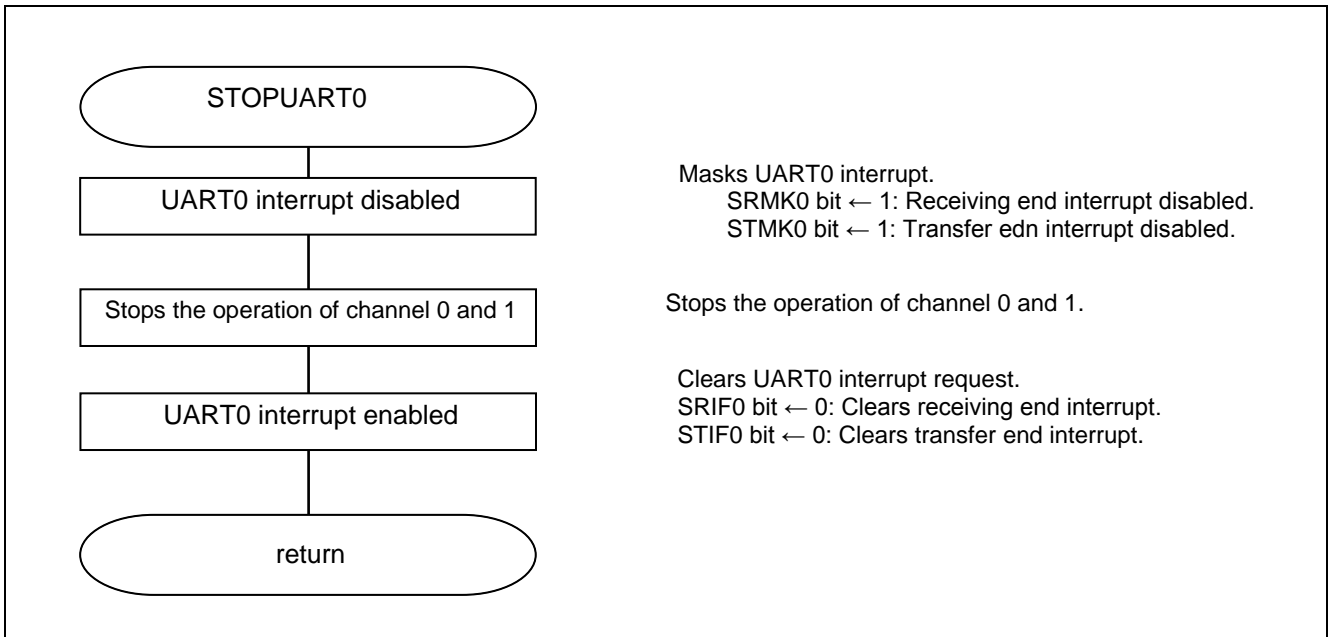 STOPUART0
UART0 interrupt disabled
Masks UART0 interrupt.
SRMK0 bit ← 1: Receiving end interrupt disabled.
STMK0 bit ← 1: Transfer edn interrupt disabled.
Stops the operation of channel 0 and 1
Stops the operation of channel 0 and 1.
UART0 interrupt enabled
Clears UART0 interrupt request.
SRIF0 bit ← 0: Clears receiving end interrupt.
STIF0 bit ← 0: Clears transfer end interrupt.
return